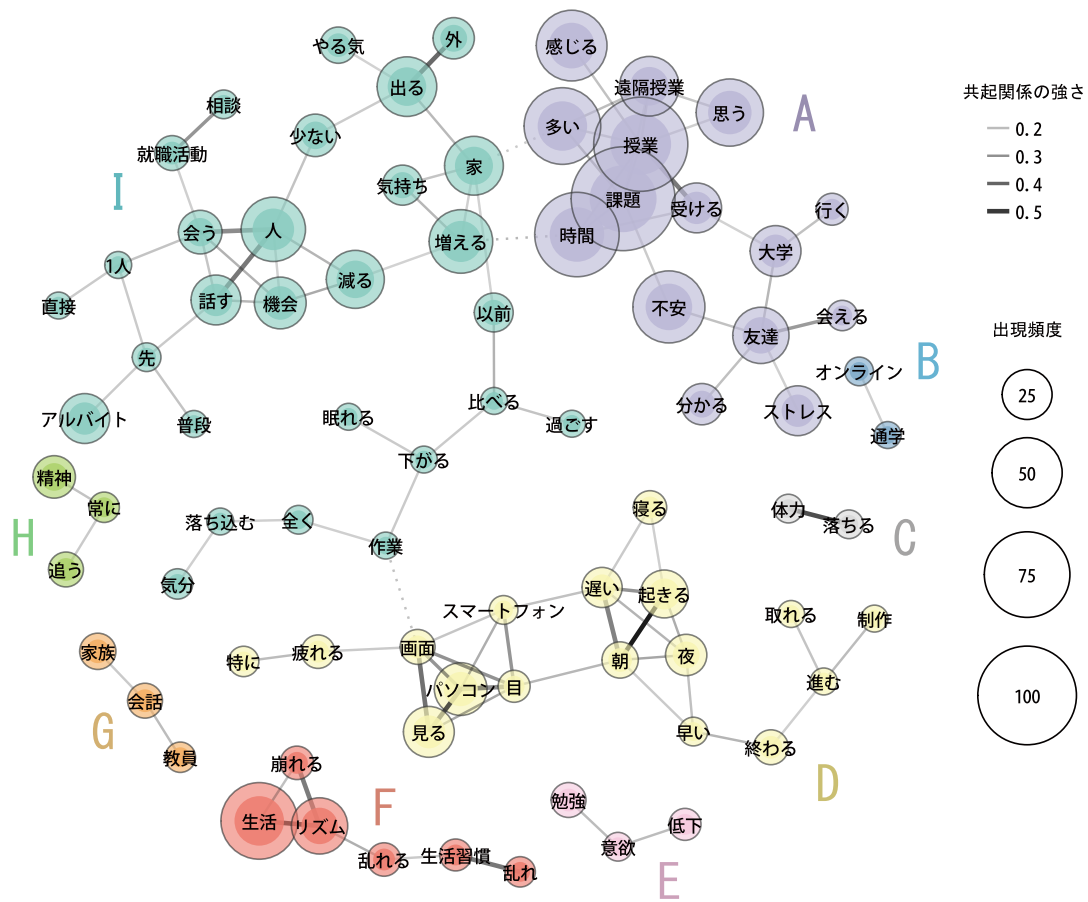 感じる
外
やる気
遠隔授業
出る
思う
共起関係の強さ
相談
A
多い
0.2
少ない
授業
就職活動
0.3
家
0.4
気持ち
I
課題
受ける
行く
0.5
会う
人
増える
時間
大学
1人
減る
直接
話す
機会
以前
不安
会える
出現頻度
友達
先
B
オンライン
25
アルバイト
普段
比べる
過ごす
眠れる
分かる
ストレス
通学
下がる
50
精神
常に
寝る
体力
落ちる
C
落ち込む
全く
H
作業
追う
気分
遅い
起きる
75
スマートフォン
取れる
制作
家族
特に
疲れる
画面
朝
夜
パソコン
目
進む
会話
100
G
見る
早い
終わる
教員
崩れる
D
F
勉強
生活
リズム
低下
意欲
乱れる
生活習慣
乱れ
E